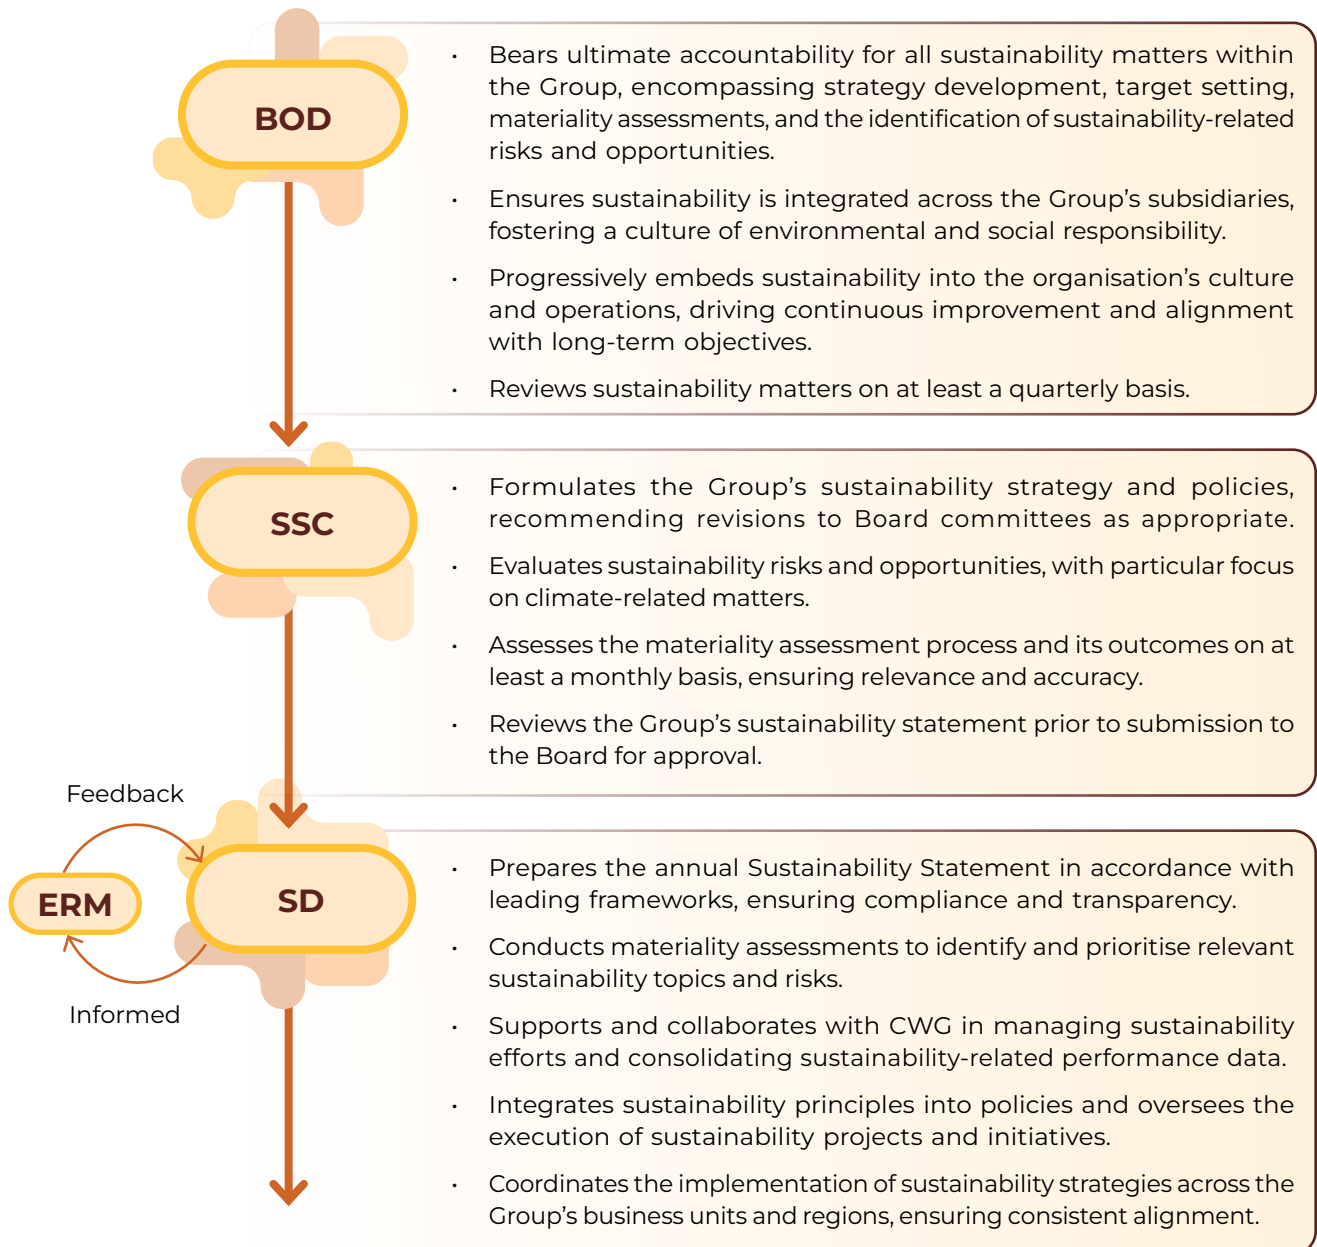 BOD
• Bears ultimate accountability for all sustainability matters within
the Group, encompassing strategy development, target setting,
materiality assessments, and the identification of sustainability-related
risks and opportunities.
• Ensures sustainability is integrated across the Group’s subsidiaries,
fostering a culture of environmental and social responsibility.
• Progressively embeds sustainability into the organisation’s culture
and operations, driving continuous improvement and alignment
with long-term objectives.
• Reviews sustainability matters on at least a quarterly basis.
SSC
• Formulates the Group’s sustainability strategy and policies,
recommending revisions to Board committees as appropriate.
• Evaluates sustainability risks and opportunities, with particular focus
on climate-related matters.
• Assesses the materiality assessment process and its outcomes on at
least a monthly basis, ensuring relevance and accuracy.
• Reviews the Group’s sustainability statement prior to submission to
the Board for approval.
Feedback
ERM
Informed
SD
• Prepares the annual Sustainability Statement in accordance with
leading frameworks, ensuring compliance and transparency.
• Conducts materiality assessments to identify and prioritise relevant
sustainability topics and risks.
• Supports and collaborates with CWG in managing sustainability
efforts and consolidating sustainability-related performance data.
• Integrates sustainability principles into policies and oversees the
execution of sustainability projects and initiatives.
• Coordinates the implementation of sustainability strategies across the
Group’s business units and regions, ensuring consistent alignment.